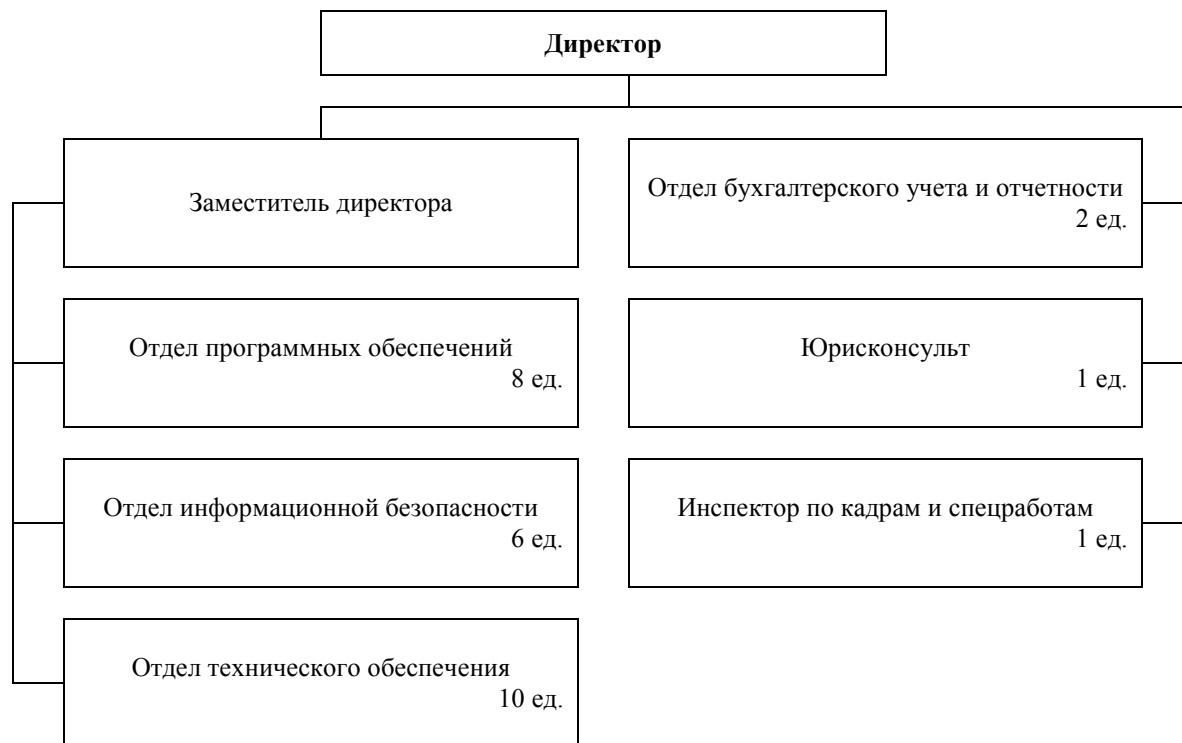 Директор
Заместитель директора
Отдел бухгалтерского учета и отчетности
2 ед.
Отдел программных обеспечений
8 ед.
Юрисконсульт
1 ед.
Отдел информационной безопасности
6 ед.
Инспектор по кадрам и спецработам
1 ед.
Отдел технического обеспечения
10 ед.